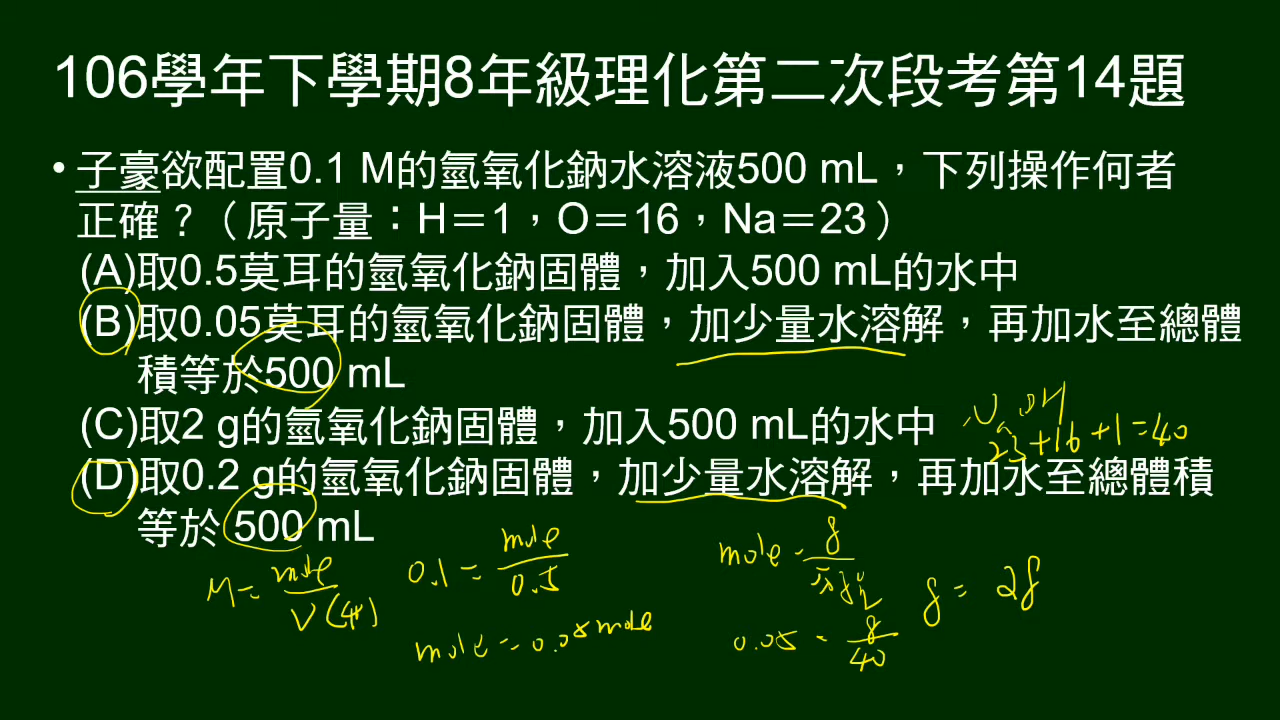 106學年下學期8年級理化第二次段考第14題
• 子豪欲配置0.1 M的氫氧化鈉水溶液500 mL，下列操作何者
正確？（原子量：H＝1，O＝16，Na＝23）
(A)取0.5莫耳的氫氧化鈉固體，加入500 mL的水中
(B)取0.05莫耳的氫氧化鈉固體，加少量水溶解，再加水至總體
積等於500 mL
(C)取2 g的氫氧化鈉固體，加入500 mL的水中
NaOH
23+16+1=40
(D)取0.2 g的氫氧化鈉固體，加少量水溶解，再加水至總體積
等於 500 mL
M= mole / V(升)
0.1 = mole / 0.5
mole = 0.05 mole
mole = g
0.05 = g / 40
g = 2g